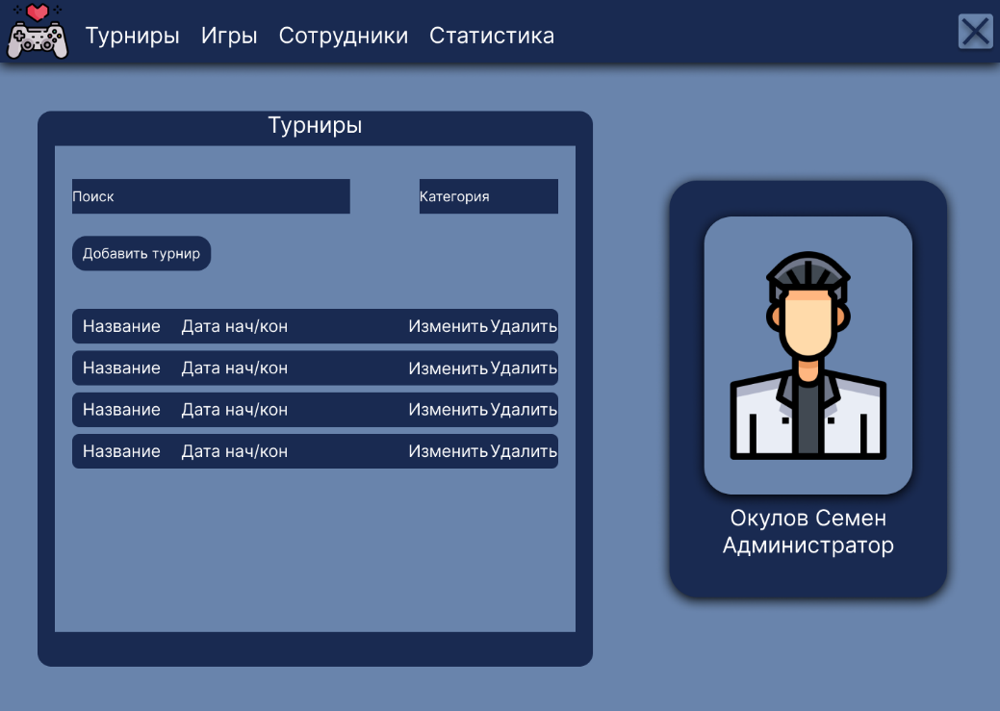 Турниры Игры Сотрудники Статистика
Турниры
Поиск Категория
Добавить турнир
Название Дата нач/кон Изменить Удалить
Название Дата нач/кон Изменить Удалить
Название Дата нач/кон Изменить Удалить
Название Дата нач/кон Изменить Удалить
Окулов Семен
Администратор